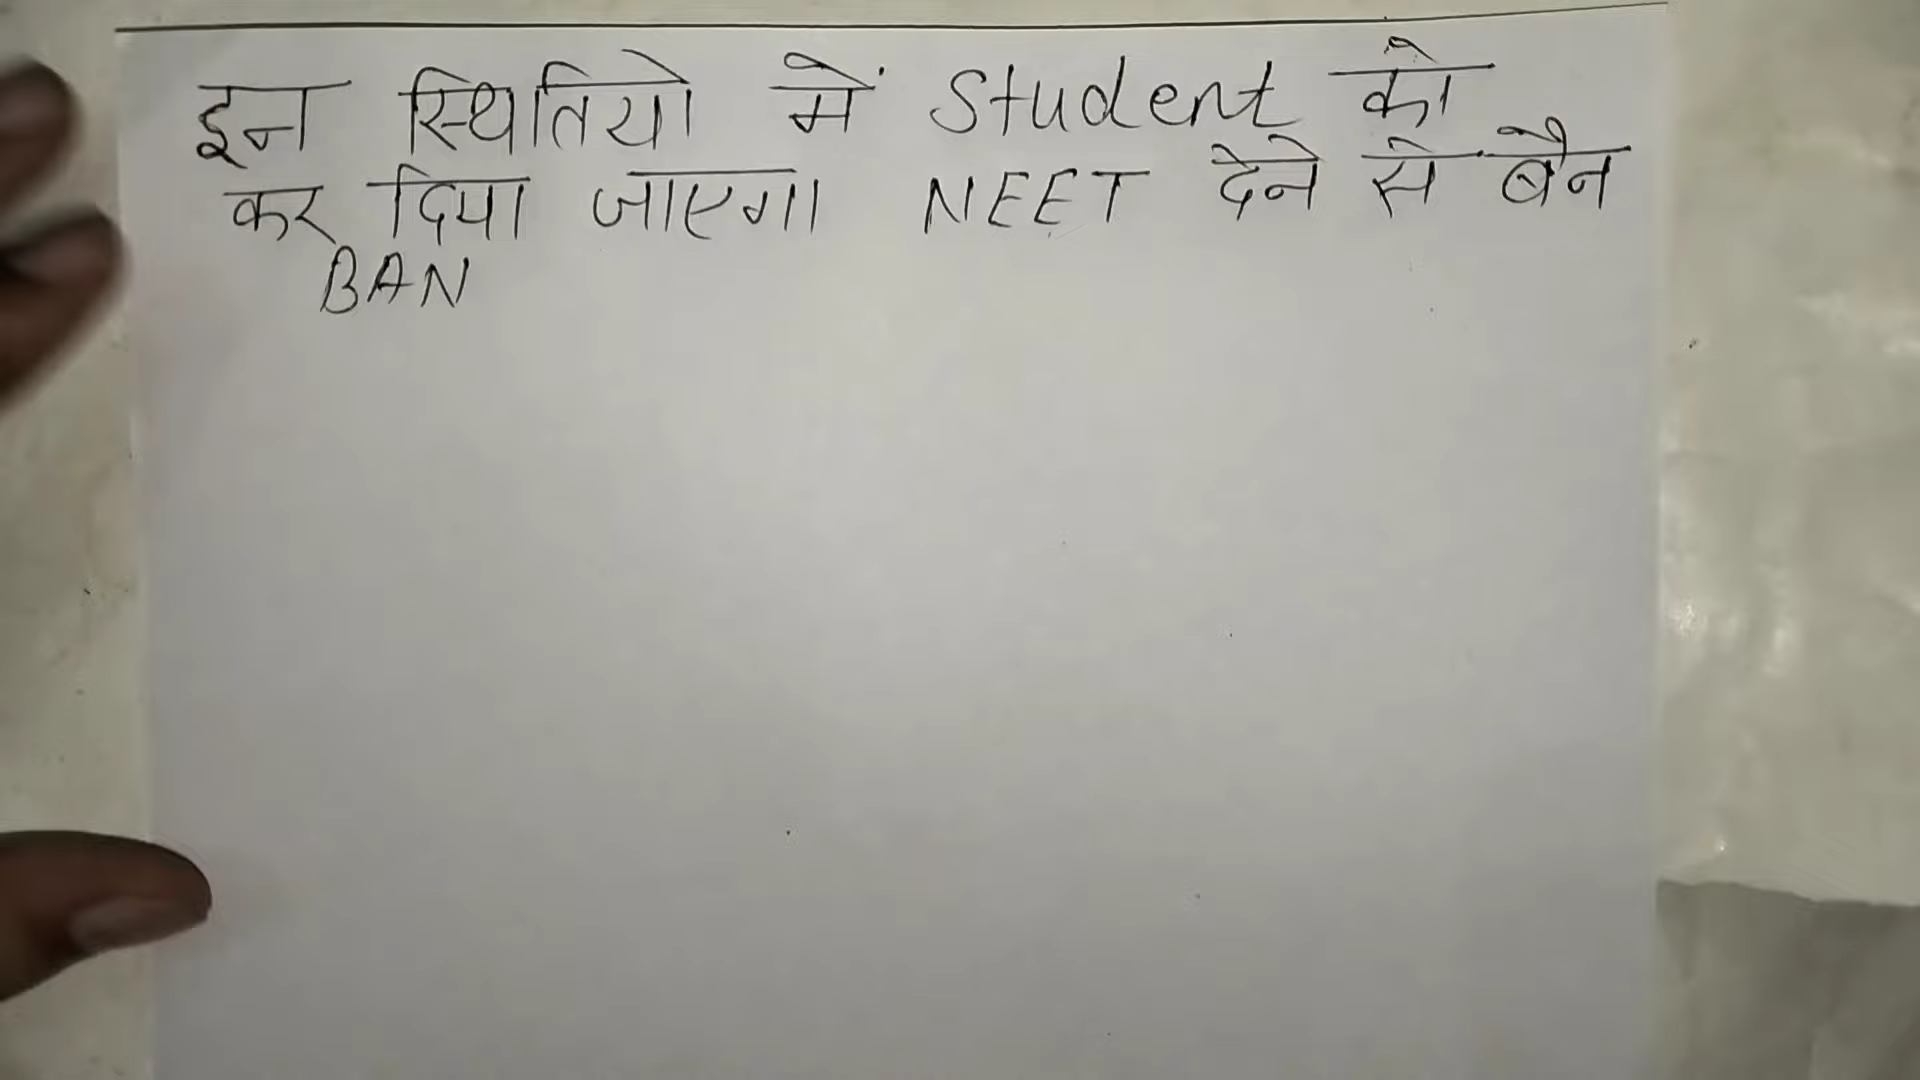 इन स्थितियो में Student को
कर दिया जाएगा NEET देने से बैन
BAN